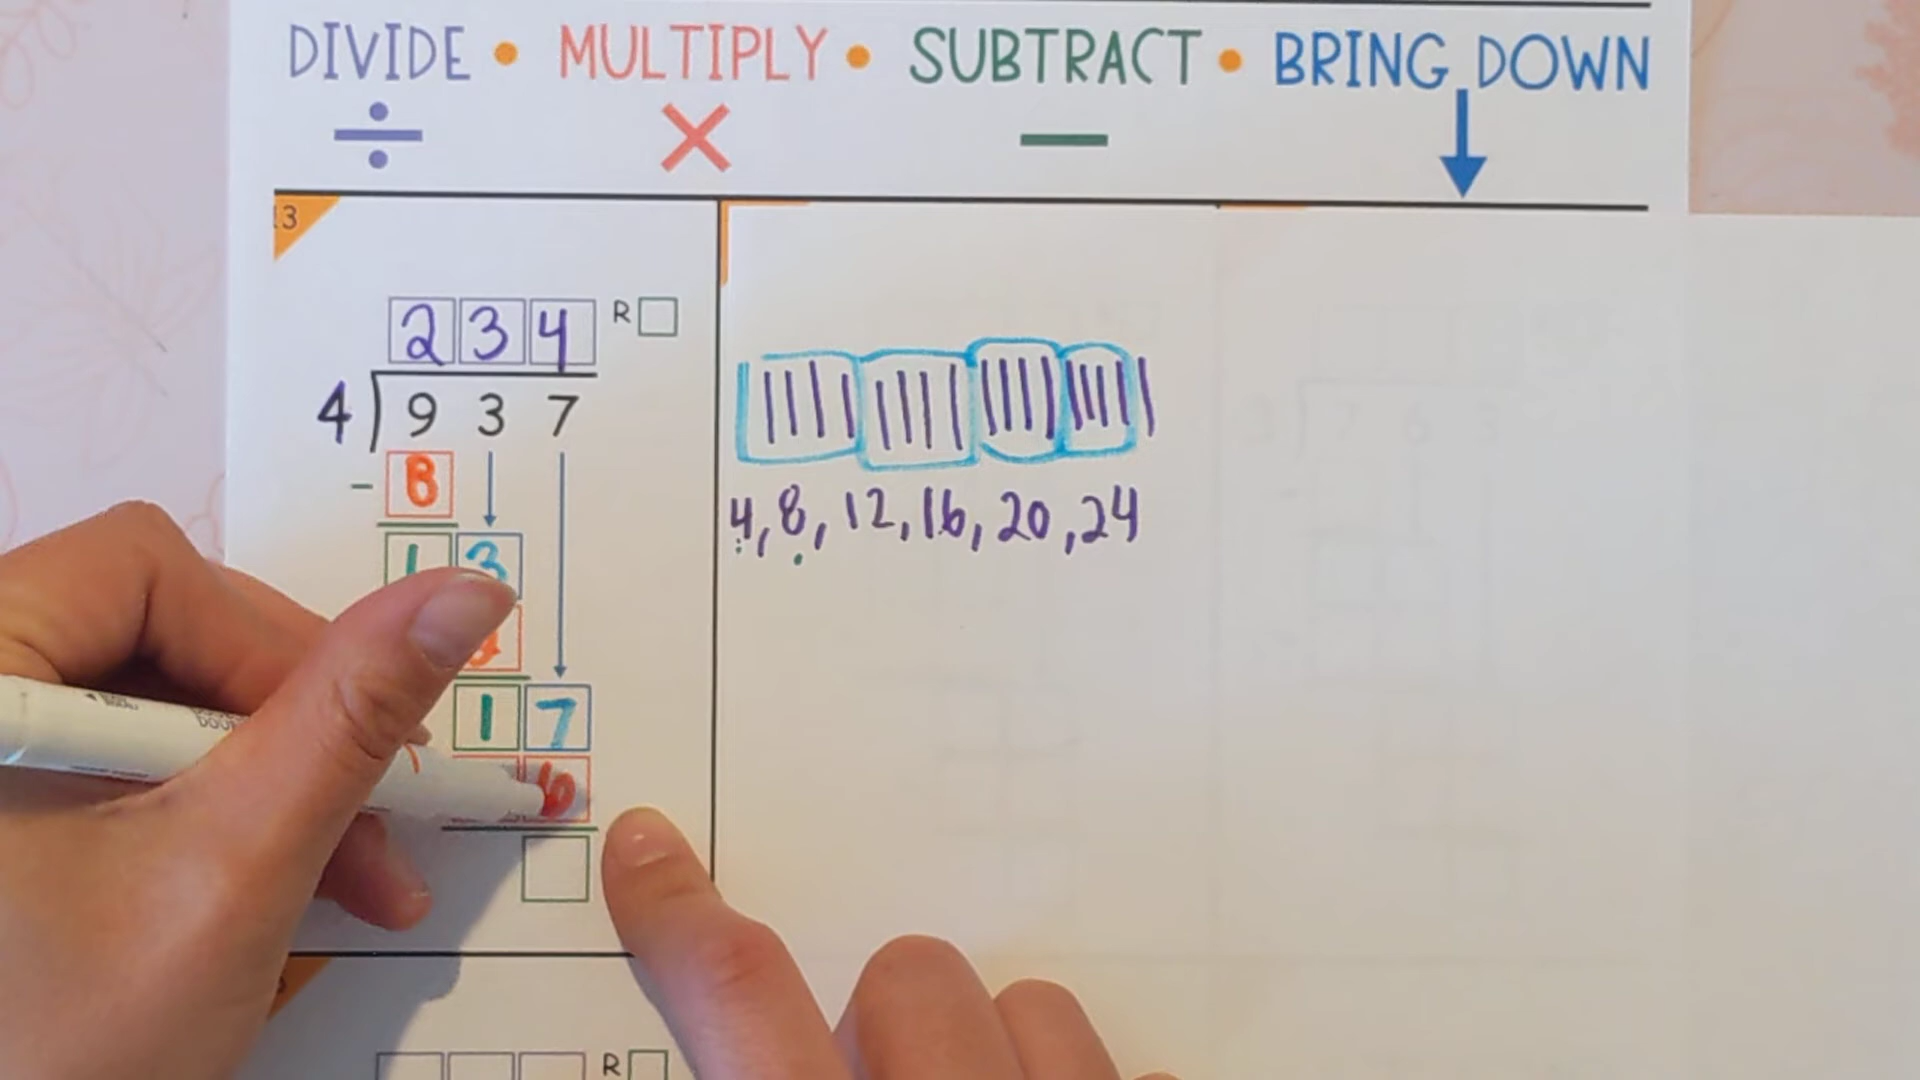 DIVIDE • MULTIPLY • SUBTRACT • BRING DOWN
÷ × − ↓
13
2 3 4 R
4 ) 9 3 7
- 8
1 3
1 7
6
4, 8, 12, 16, 20, 24
R